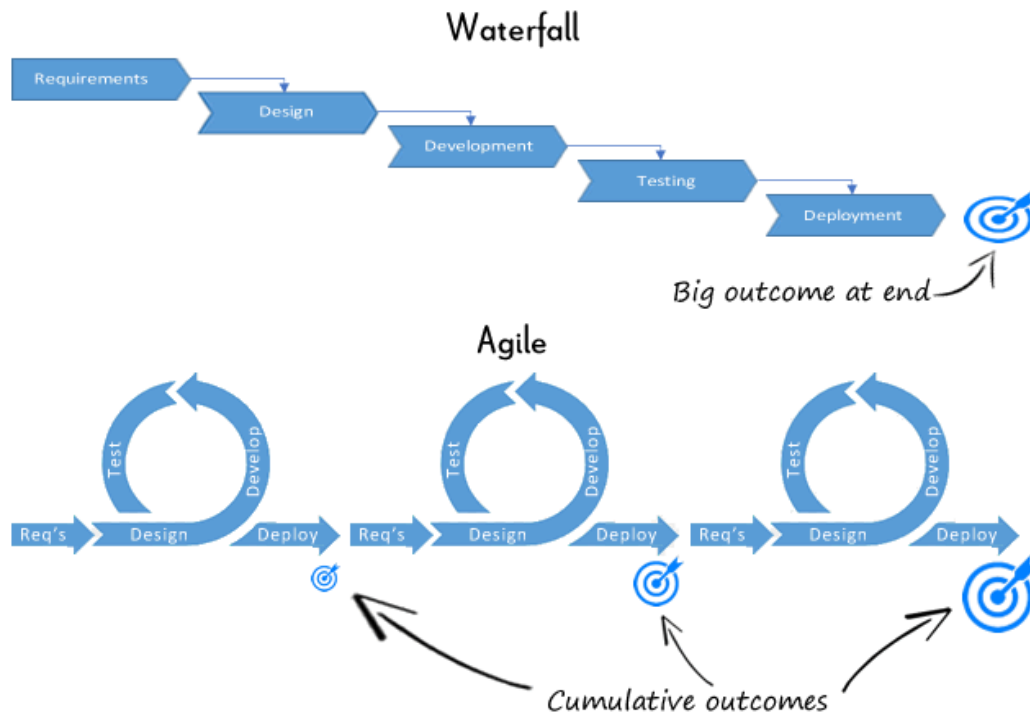 Waterfall
Requirements
Design
Development
Testing
Deployment
Big outcome at end
Agile
Test
Develop
Req's
Design
Deploy
Test
Develop
Req's
Design
Deploy
Test
Develop
Req's
Design
Deploy
Cumulative outcomes